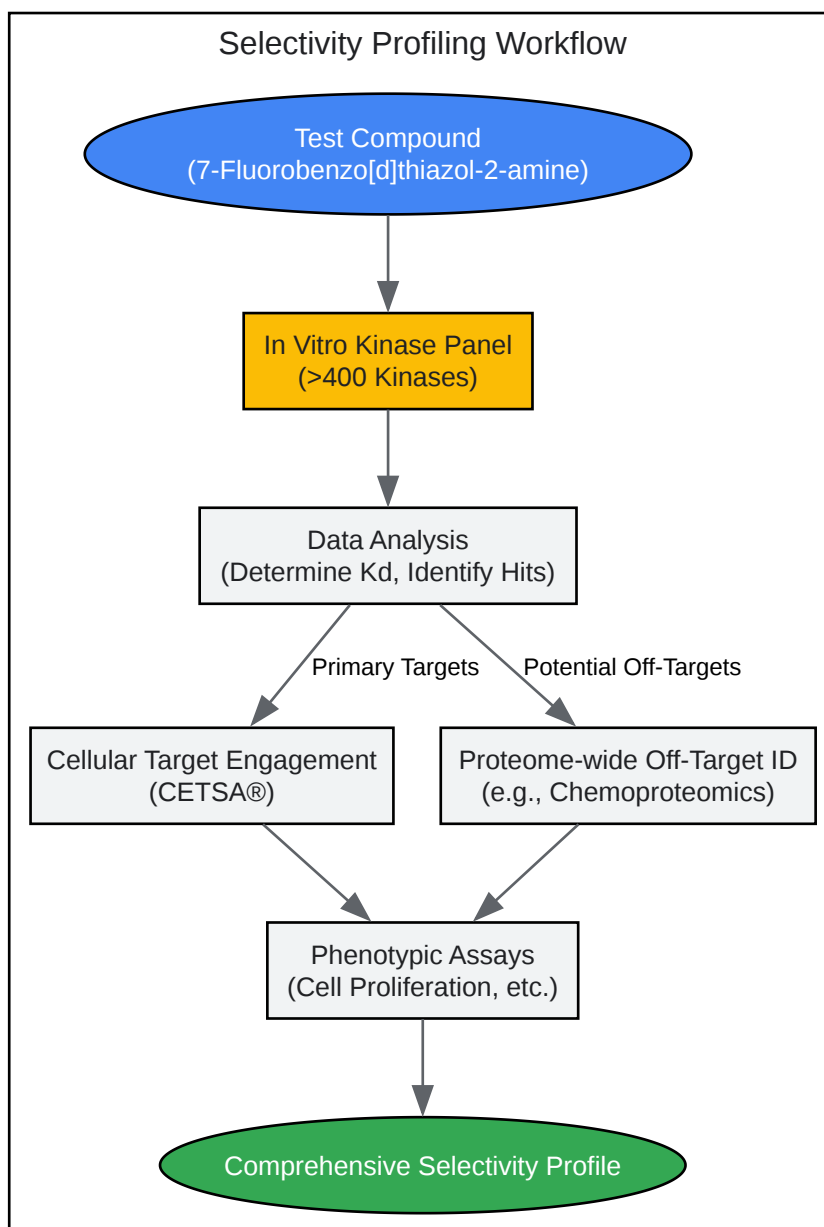 Selectivity Profiling Workflow
Test Compound
(7-Fluorobenzo[d]thiazol-2-amine)
In Vitro Kinase Panel
(>400 Kinases)
Data Analysis
(Determine Kd, Identify Hits)
Primary Targets
Potential Off-Targets
Cellular Target Engagement
(CETSA®)
Proteome-wide Off-Target ID
(e.g., Chemoproteomics)
Phenotypic Assays
(Cell Proliferation, etc.)
Comprehensive Selectivity Profile